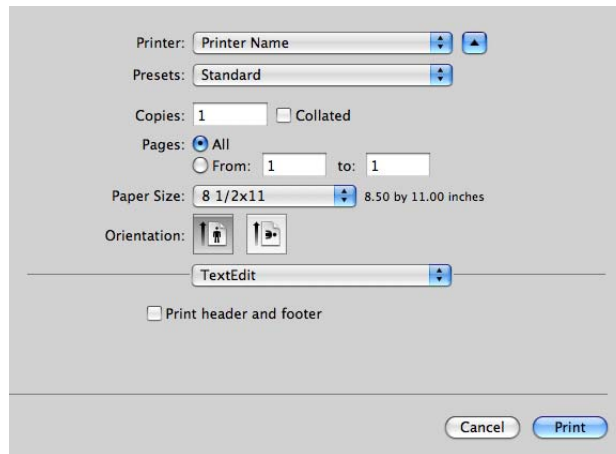 Printer: Printer Name
Presets: Standard
Copies: 1 Collated
Pages: All
From: 1 to: 1
Paper Size: 8 1/2x11 8.50 by 11.00 inches
Orientation:
TextEdit
Print header and footer
Cancel Print